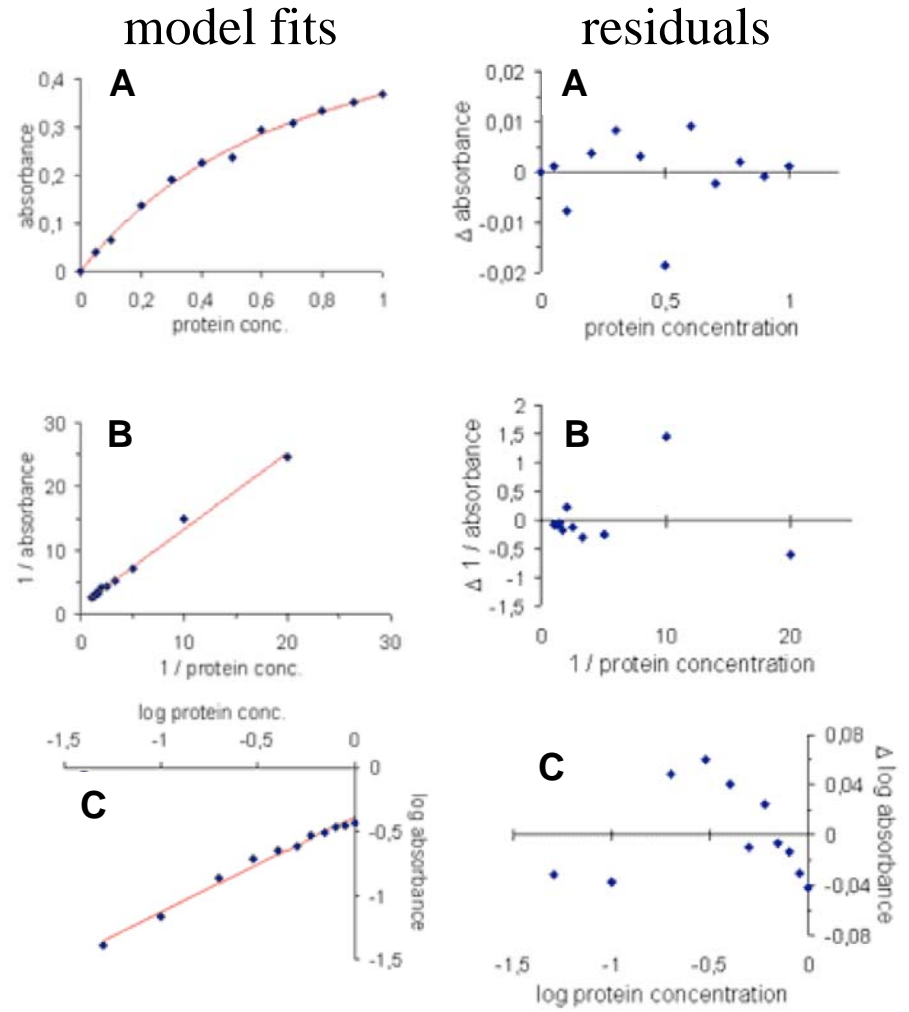 model fits
residuals
A
0,4
0,3
0,2
0,1
0
absorbance
0 0,2 0,4 0,6 0,8 1
protein conc.
A
0,02
0,01
0
-0,01
-0,02
Δ absorbance
0 0,5 1
protein concentration
B
30
20
10
0
1 / absorbance
0 10 20 30
1 / protein conc.
B
2
1,5
1
0,5
0
-0,5
-1
-1,5
Δ 1 / absorbance
0 10 20
1 / protein concentration
log protein conc.
-1,5 -1 -0,5 0
C
0
-0,5
-1
-1,5
log absorbance
C
0,08
0,04
0
-0,04
-0,08
Δ log absorbance
-1,5 -1 -0,5 0
log protein concentration